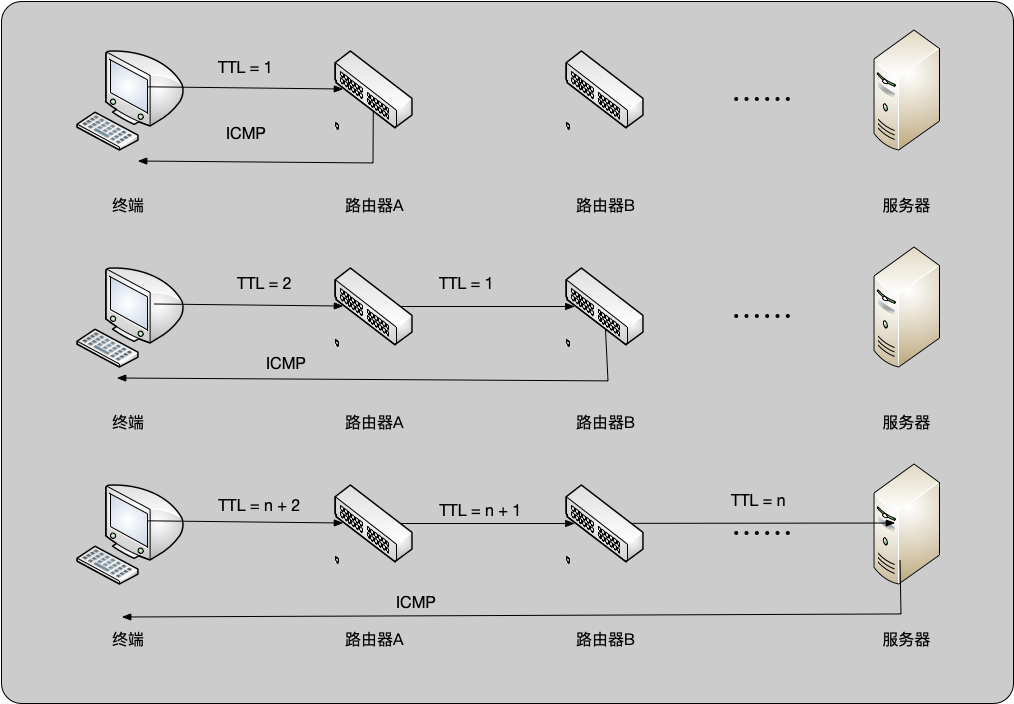 TTL = 1
ICMP
······
终端
路由器A
路由器B
服务器
TTL = 2
TTL = 1
······
ICMP
终端
路由器A
路由器B
服务器
TTL = n + 2
TTL = n + 1
TTL = n
······
ICMP
终端
路由器A
路由器B
服务器